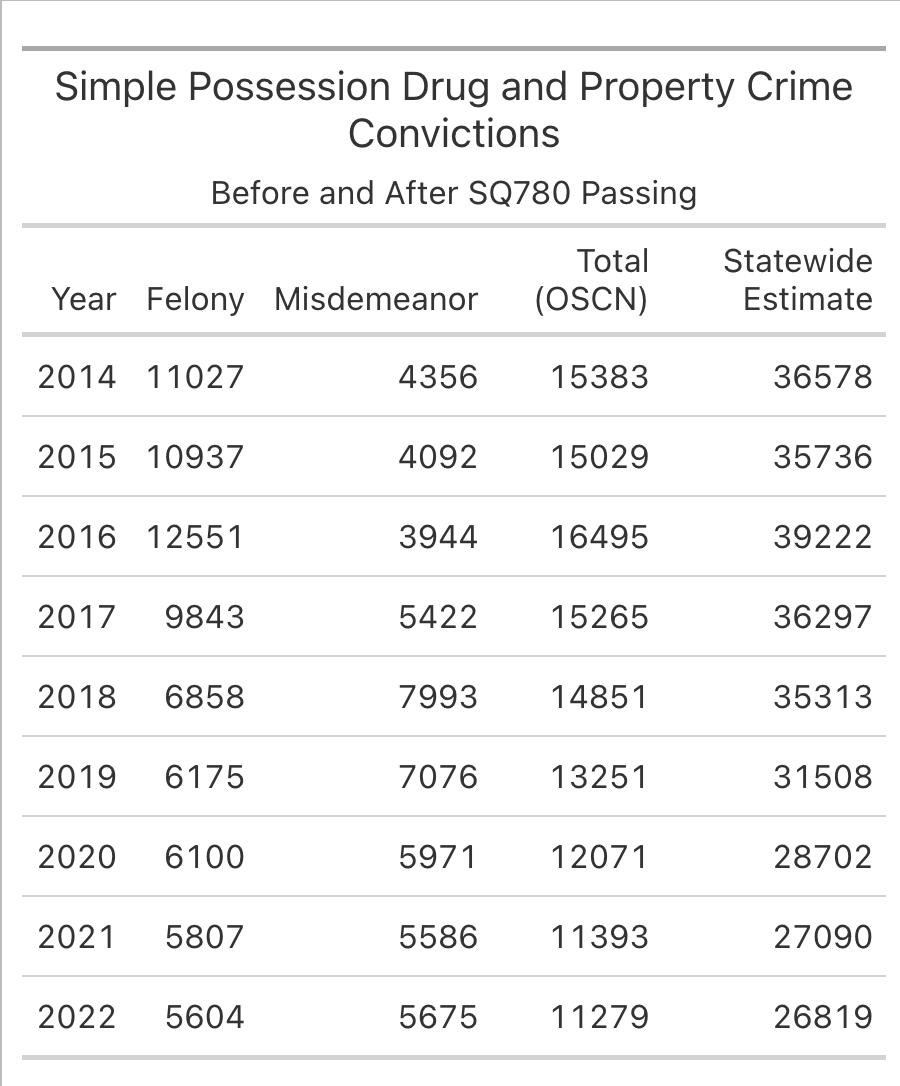 Simple Possession Drug and Property Crime
Convictions
Before and After SQ780 Passing
Total Statewide
Year Felony Misdemeanor (OSCN) Estimate
2014 11027 4356 15383 36578
2015 10937 4092 15029 35736
2016 12551 3944 16495 39222
2017 9843 5422 15265 36297
2018 6858 7993 14851 35313
2019 6175 7076 13251 31508
2020 6100 5971 12071 28702
2021 5807 5586 11393 27090
2022 5604 5675 11279 26819